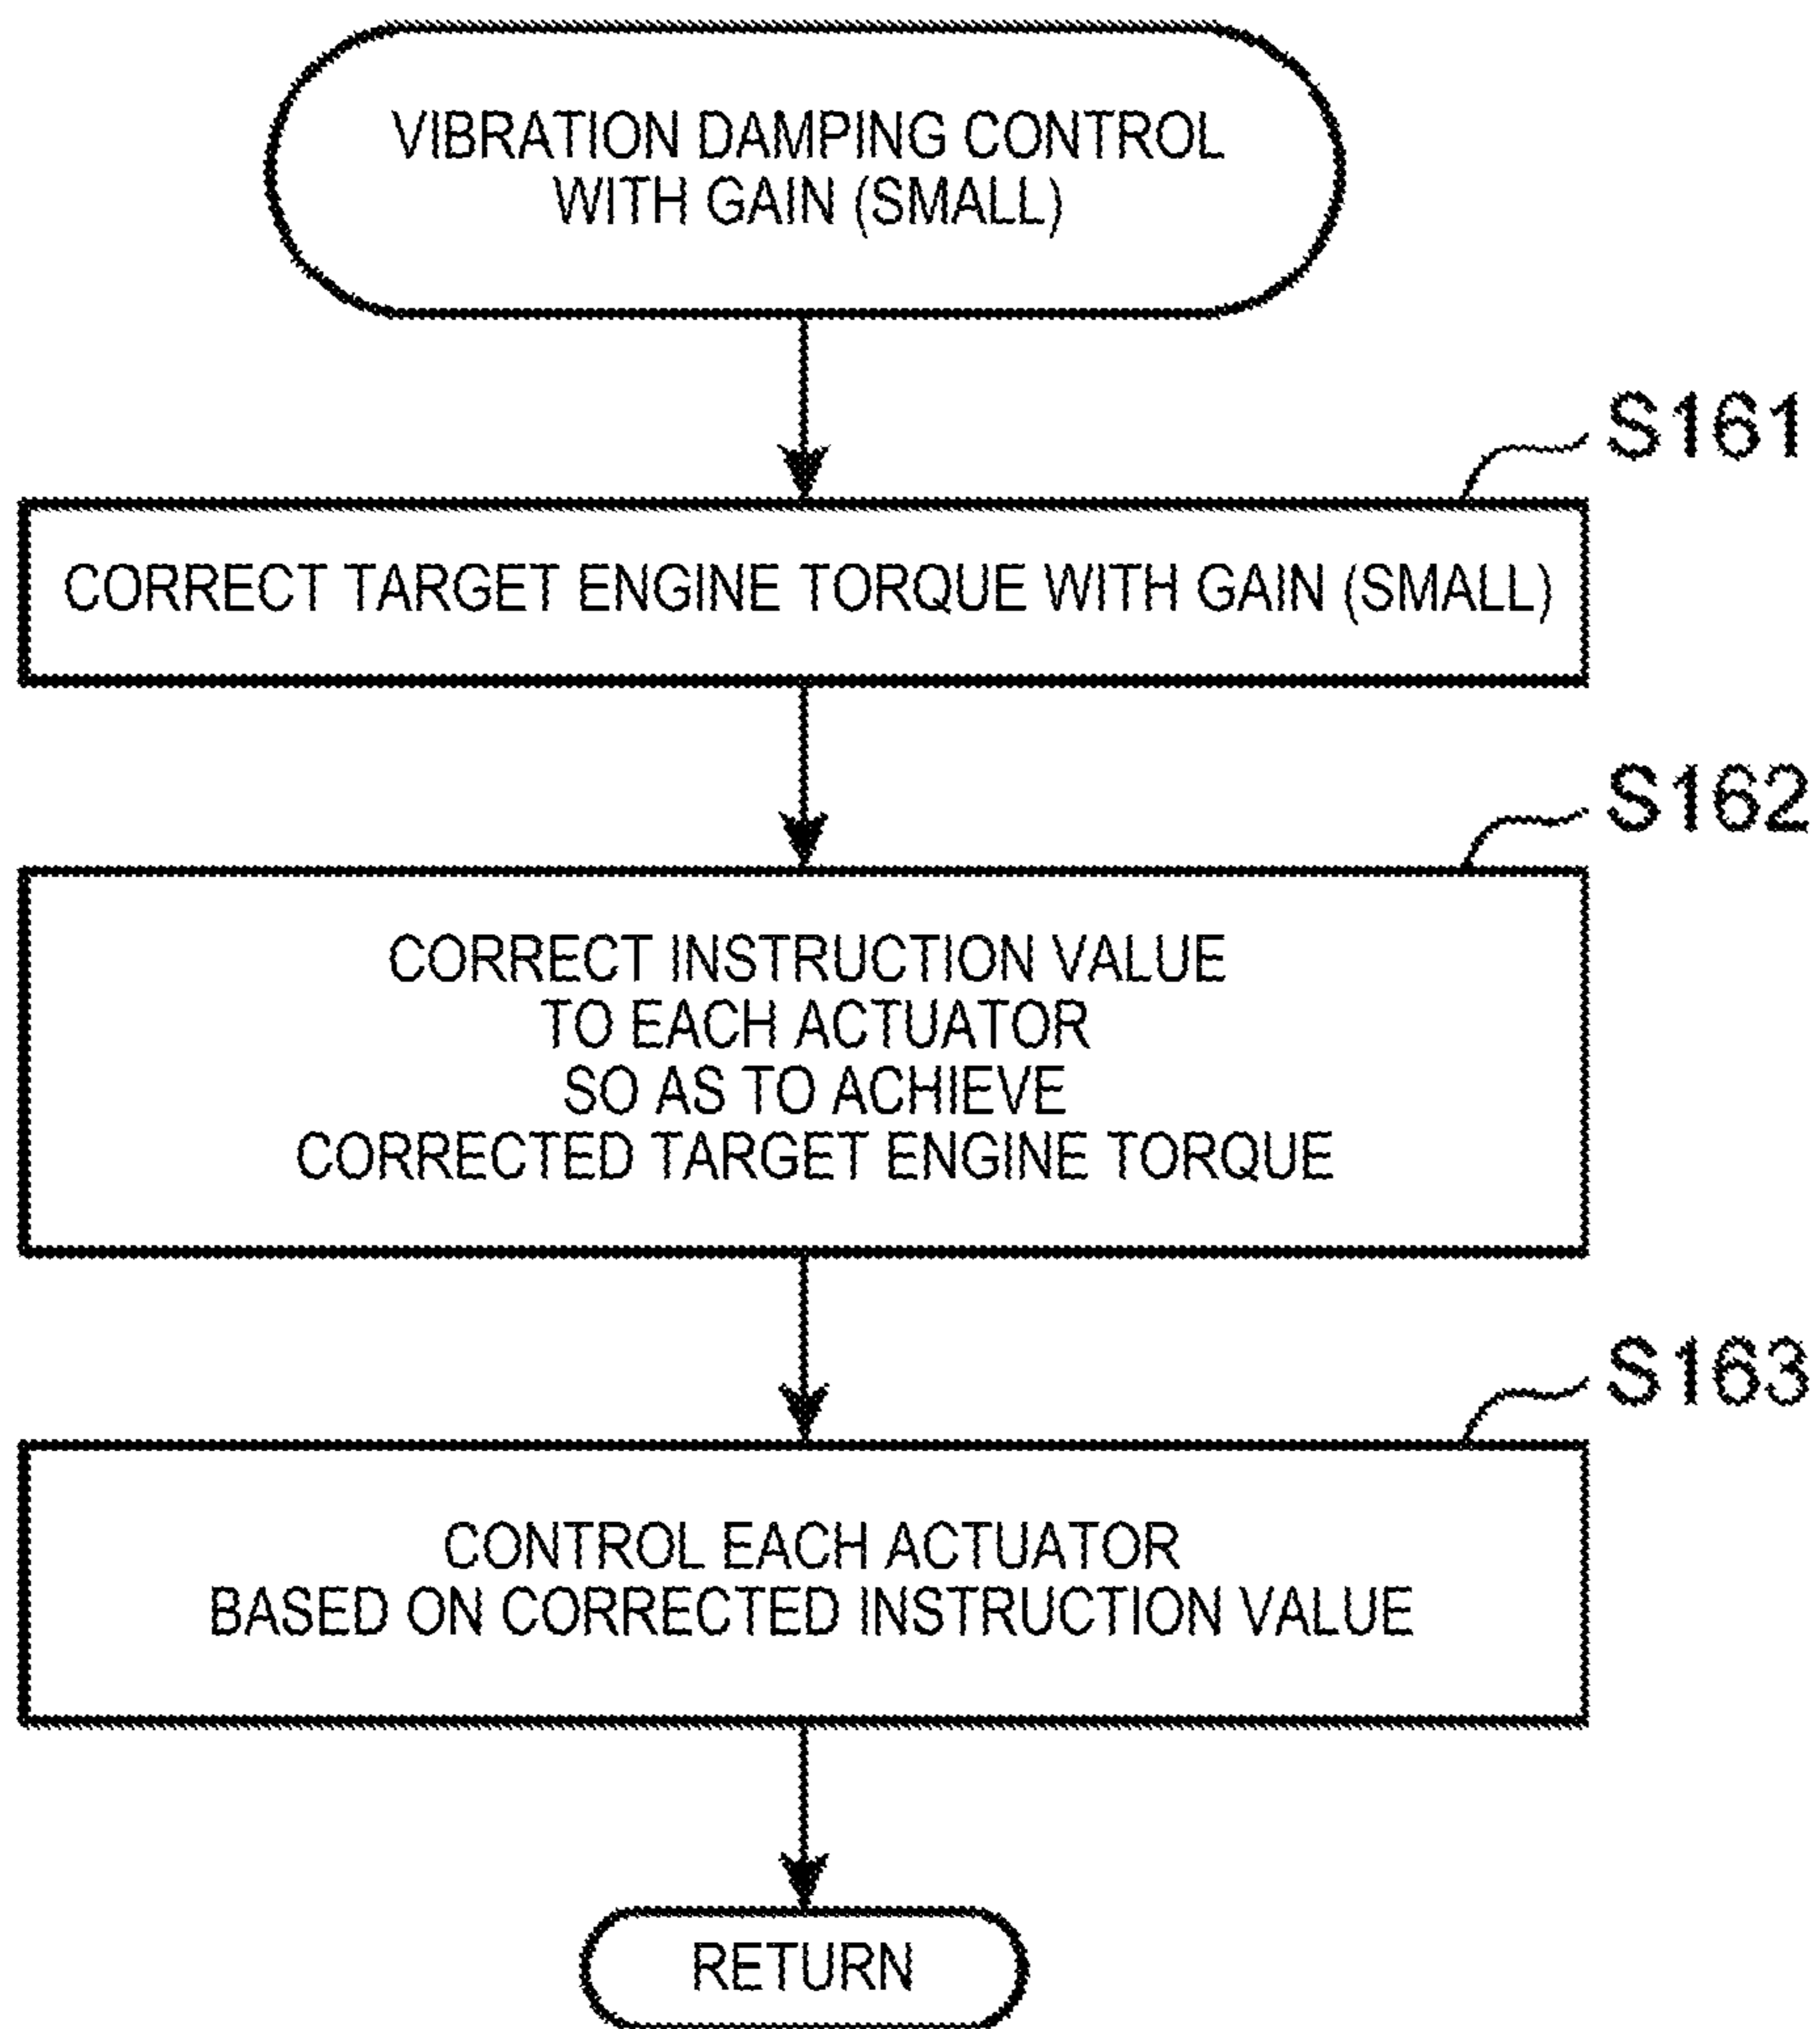 VIBRATION DAMPING CONTROL
WITH GAIN (SMALL)
S161
CORRECT TARGET ENGINE TORQUE WITH GAIN (SMALL)
S162
CORRECT INSTRUCTION VALUE
TO EACH ACTUATOR
SO AS TO ACHIEVE
CORRECTED TARGET ENGINE TORQUE
S163
CONTROL EACH ACTUATOR
BASED ON CORRECTED INSTRUCTION VALUE
RETURN